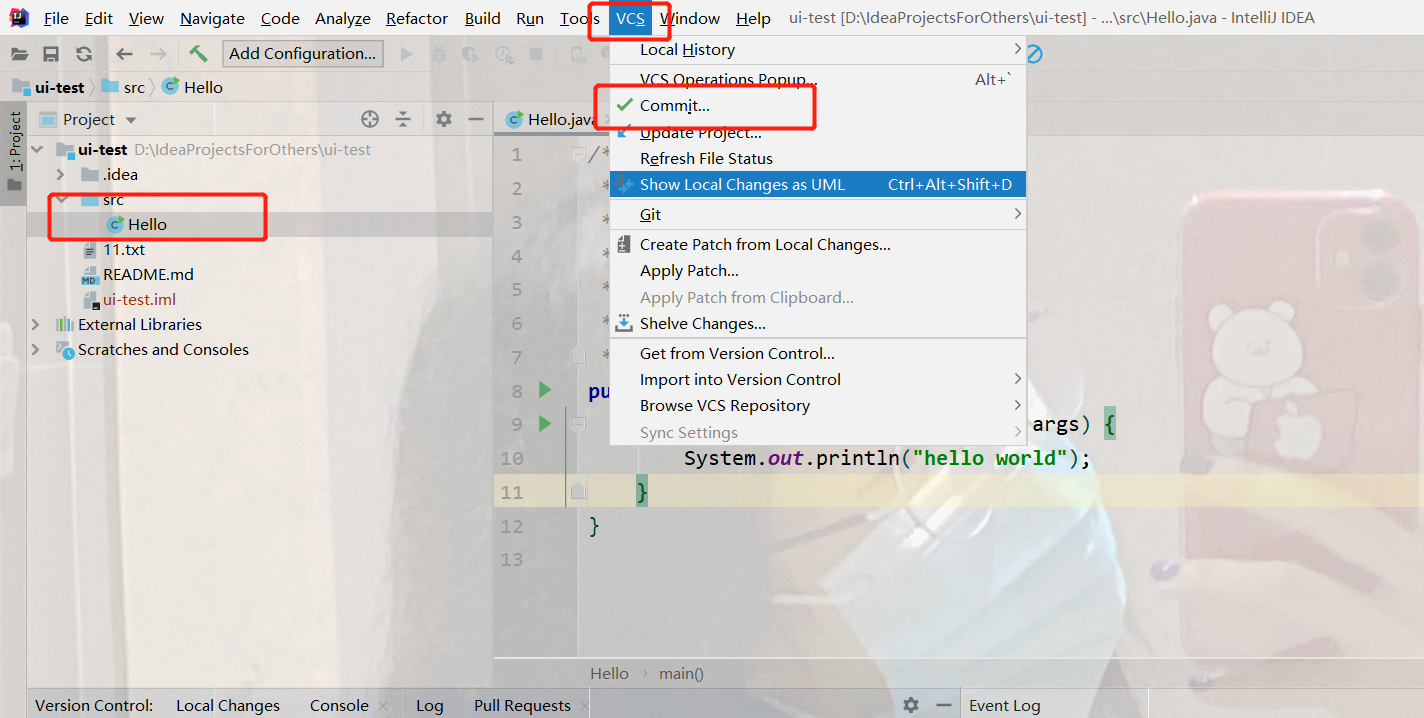 File Edit View Navigate Code Analyze Refactor Build Run Tools VCS Window Help ui-test [D:\IdeaProjectsForOthers\ui-test] - ...\src\Hello.java - IntelliJ IDEA
Add Configuration...
ui-test src Hello
1: Project
Project
Hello.java
ui-test D:\IdeaProjectsForOthers\ui-test
.idea
src
Hello
11.txt
README.md
MD
ui-test.iml
External Libraries
Scratches and Consoles
Local History
VCS Operations Popup... Alt+`
Commit...
Update Project...
Refresh File Status
Show Local Changes as UML Ctrl+Alt+Shift+D
Git
Create Patch from Local Changes...
Apply Patch...
Apply Patch from Clipboard...
Shelve Changes...
Get from Version Control...
Import into Version Control
Browse VCS Repository
Sync Settings
1 /*
2 *
3 *
4 *
5 *
6 *
7 *
8 pu
9 args) {
10 System.out.println("hello world");
11 }
12 }
13
Hello main()
Version Control: Local Changes Console Log Pull Requests Event Log